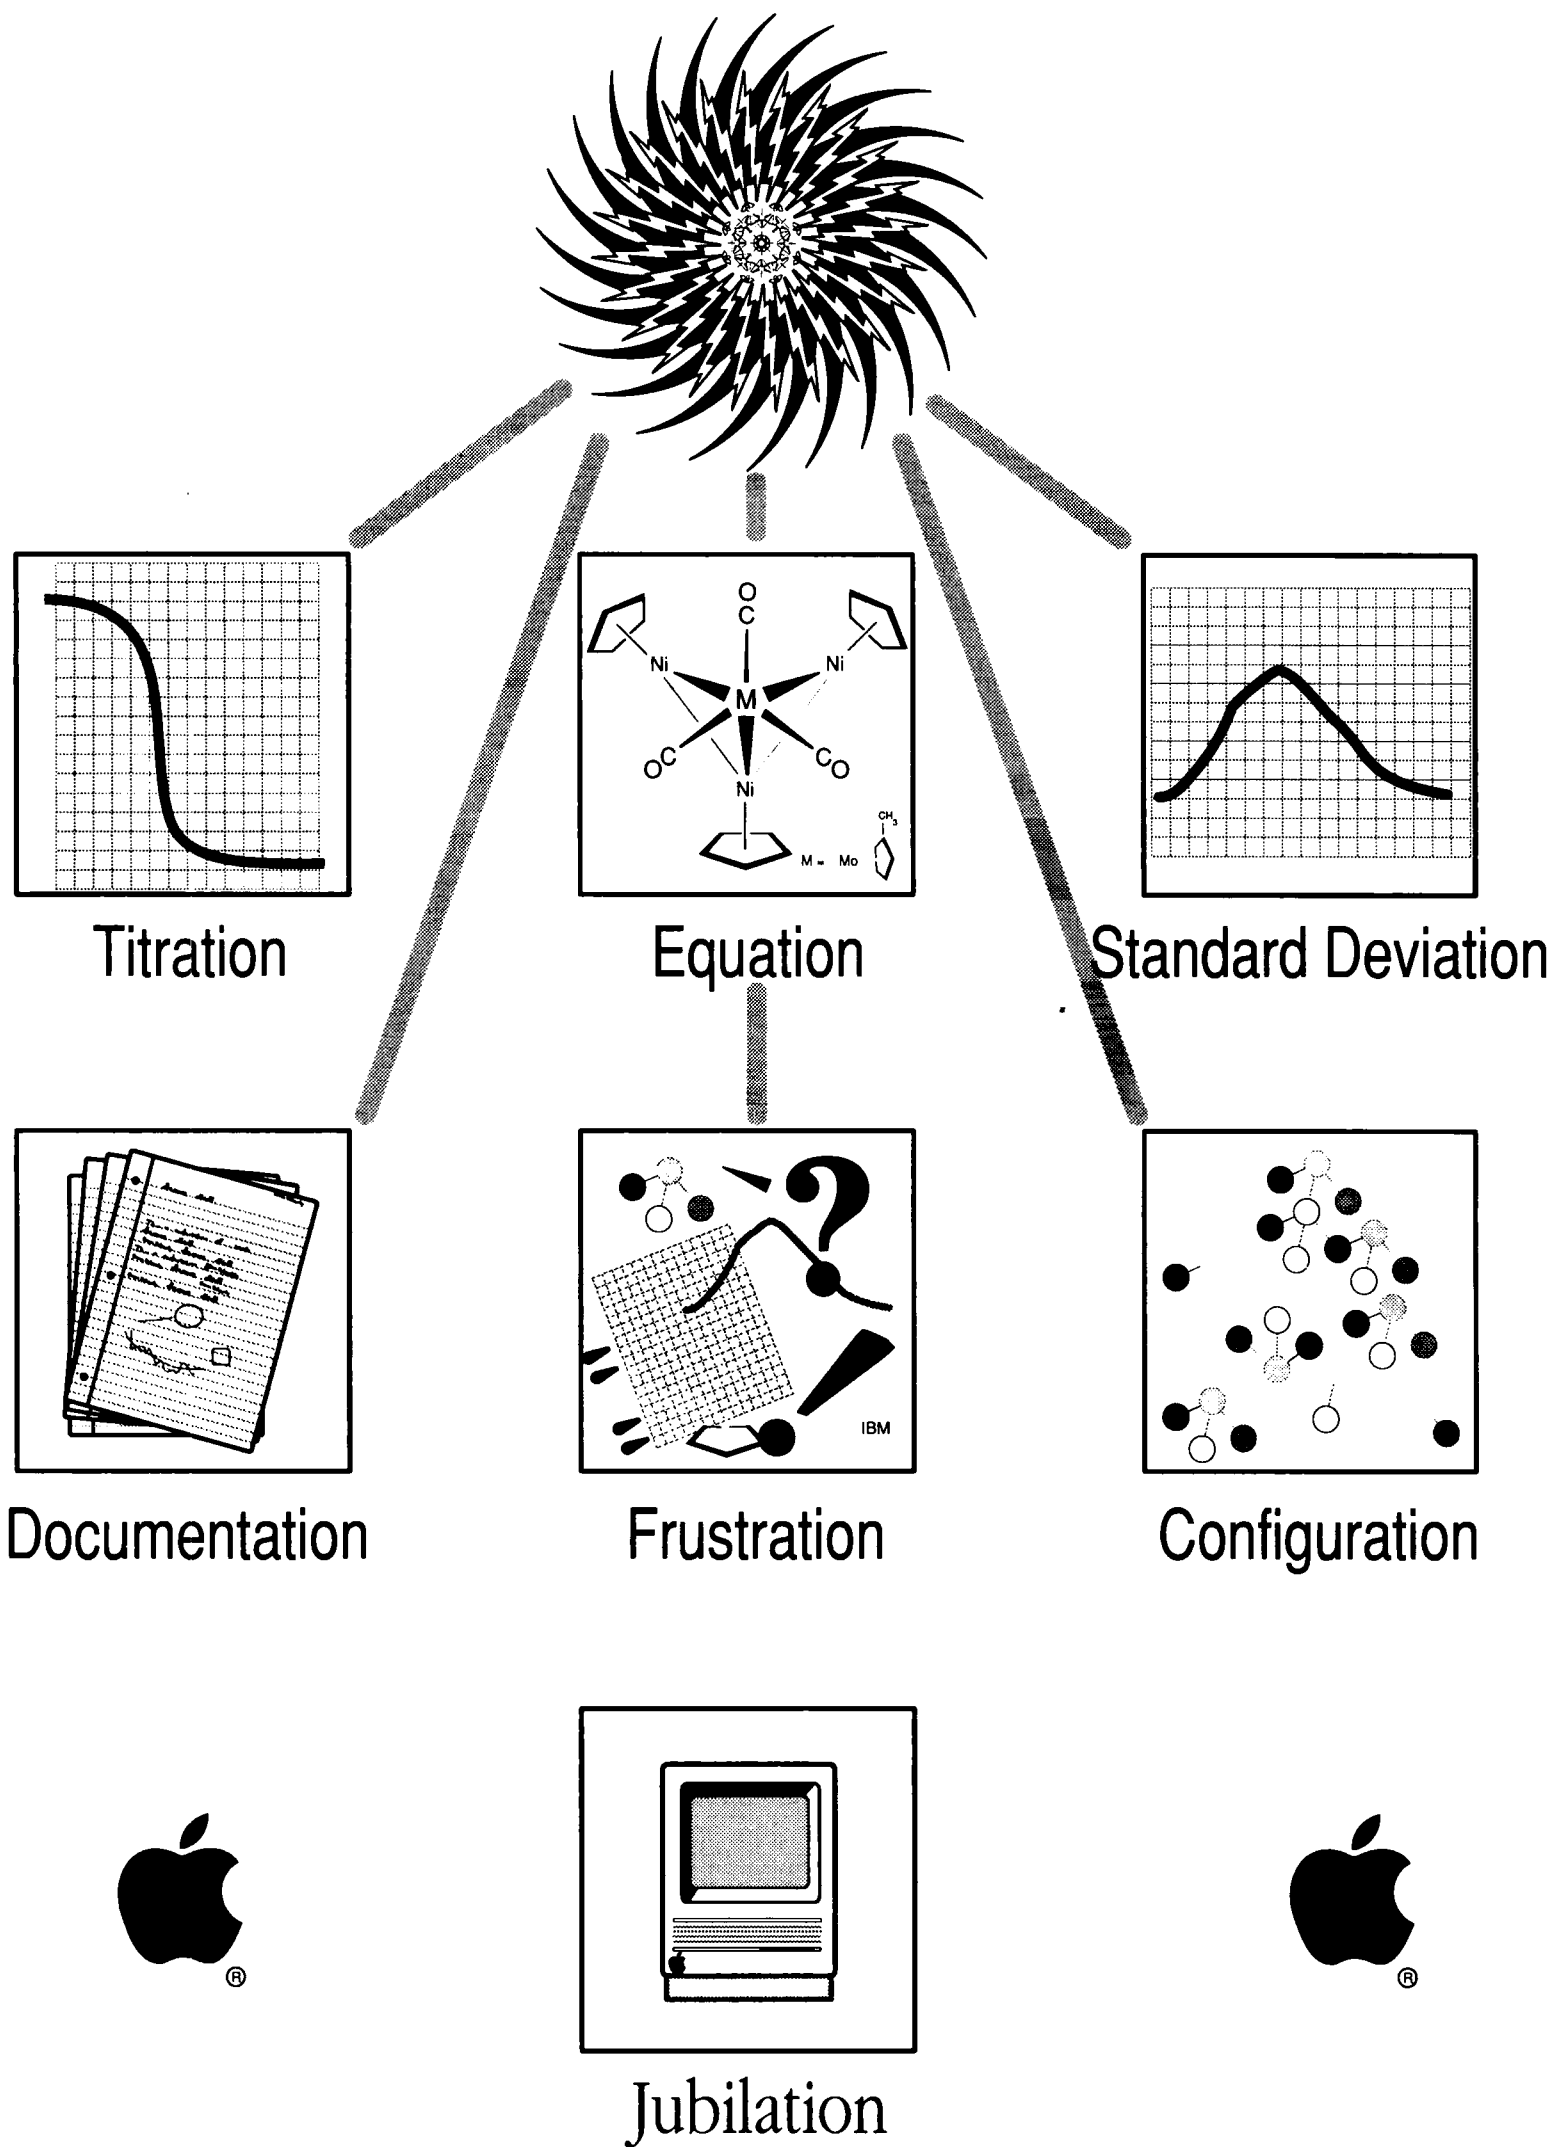 O
C
Ni
Ni
M
OC
CO
Ni
CH3
M = Mo
Titration
Equation
Standard Deviation
IBM
Documentation
Frustration
Configuration
®
®
Jubilation